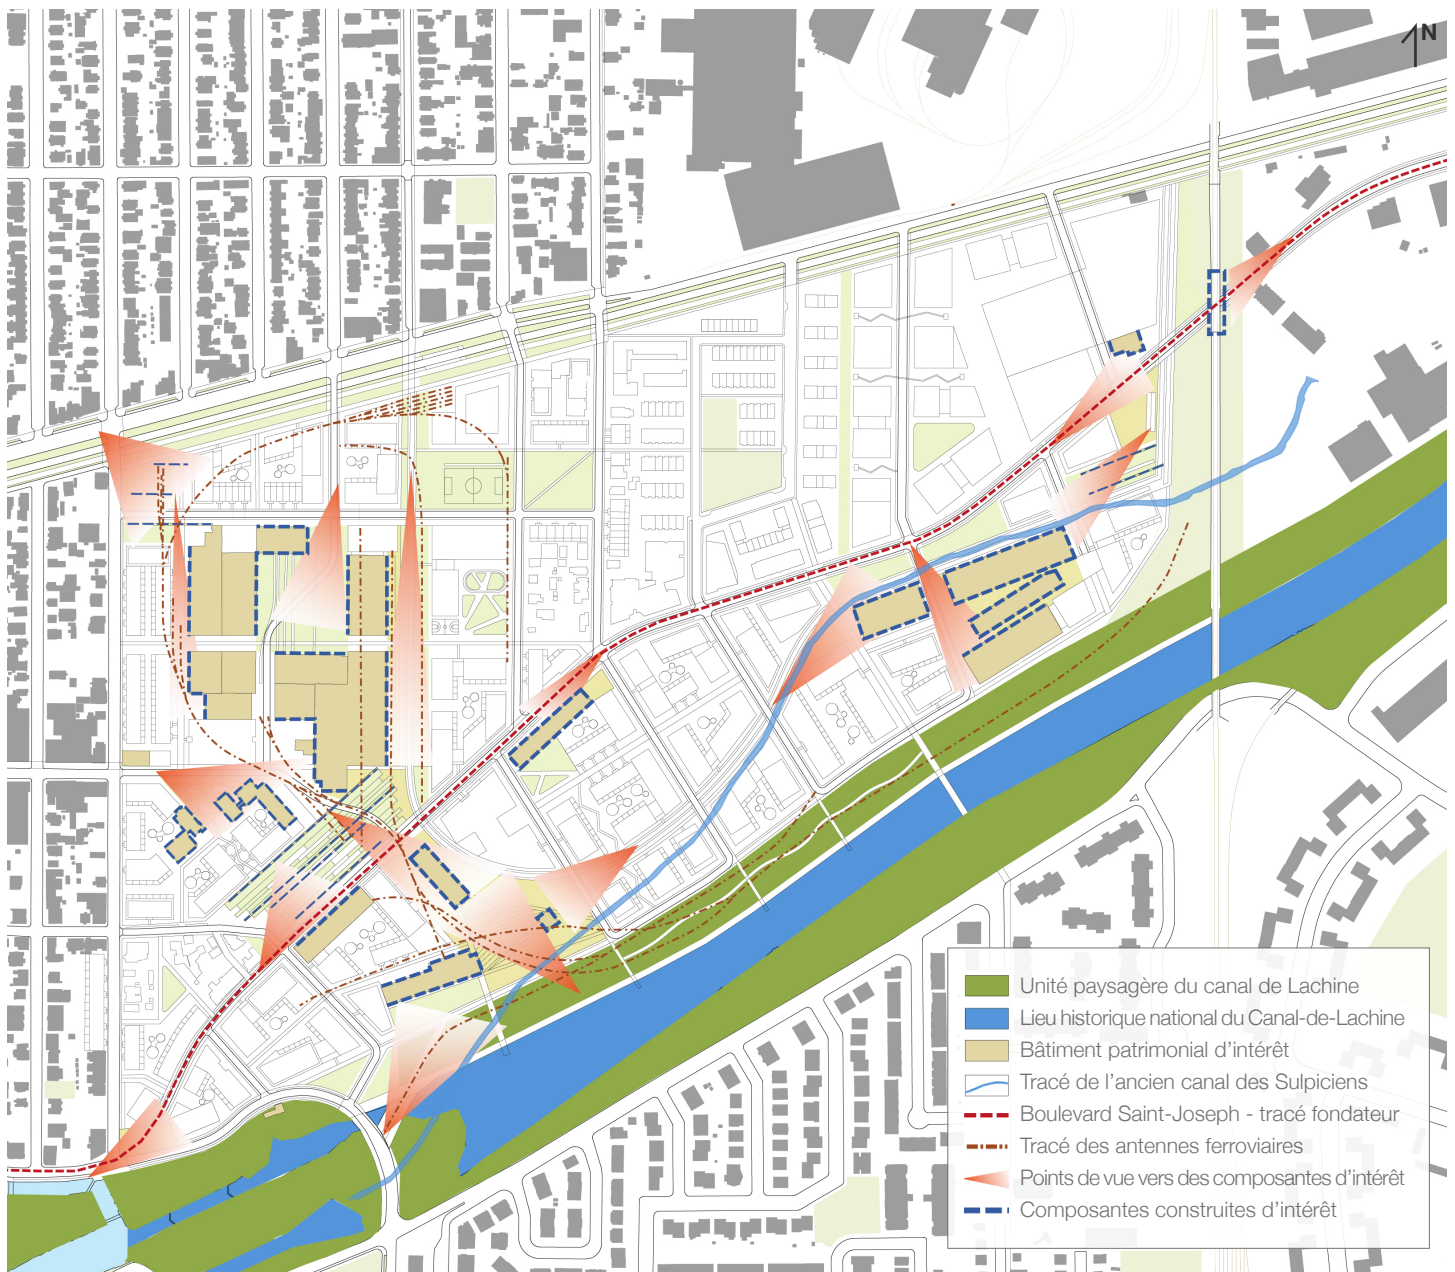 N
Unité paysagère du canal de Lachine
Lieu historique national du Canal-de-Lachine
Bâtiment patrimonial d'intérêt
Tracé de l'ancien canal des Sulpiciens
Boulevard Saint-Joseph - tracé fondateur
Tracé des antennes ferroviaires
Points de vue vers des composantes d'intérêt
Composantes construites d'intérêt